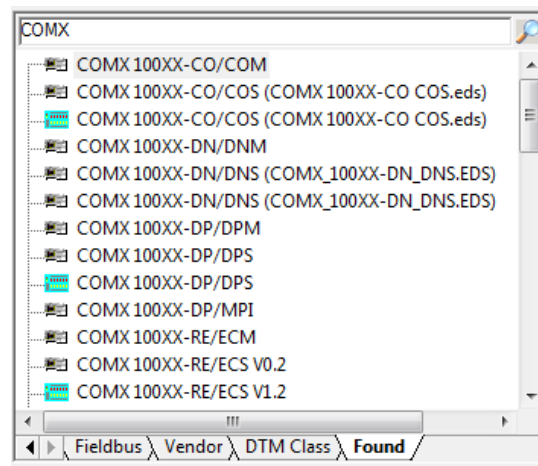 COMX
COMX 100XX-CO/COM
COMX 100XX-CO/COS (COMX 100XX-CO COS.eds)
COMX 100XX-CO/COS (COMX 100XX-CO COS.eds)
COMX 100XX-DN/DNM
COMX 100XX-DN/DNS (COMX_100XX-DN_DNS.EDS)
COMX 100XX-DN/DNS (COMX_100XX-DN_DNS.EDS)
COMX 100XX-DP/DPM
COMX 100XX-DP/DPS
COMX 100XX-DP/DPS
COMX 100XX-DP/MPI
COMX 100XX-RE/ECM
COMX 100XX-RE/ECS V0.2
COMX 100XX-RE/ECS V1.2
Fieldbus Vendor DTM Class Found